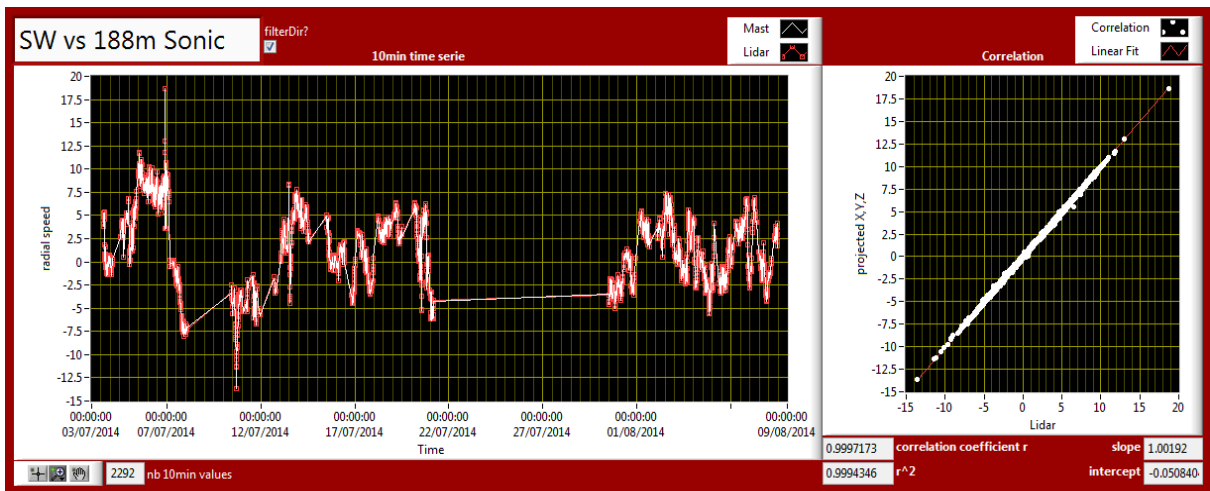 SW vs 188m Sonic
filterDir?
10min time serie
Mast
Lidar
Correlation
Correlation
Linear Fit
20
17.5
15
12.5
10
7.5
5
2.5
0
-2.5
-5
-7.5
-10
-12.5
-15
radial speed
00:00:00 00:00:00 00:00:00 00:00:00 00:00:00 00:00:00 00:00:00 00:00:00
03/07/2014 07/07/2014 12/07/2014 17/07/2014 22/07/2014 27/07/2014 01/08/2014 09/08/2014
Time
20
17.5
15
12.5
10
7.5
5
2.5
0
-2.5
-5
-7.5
-10
-12.5
-15
projected X,Y,Z
-15 -10 -5 0 5 10 15 20
Lidar
0.9997173 correlation coefficient r slope 1.00192
2292 nb 10min values
0.9994346 r^2 intercept -0.050840